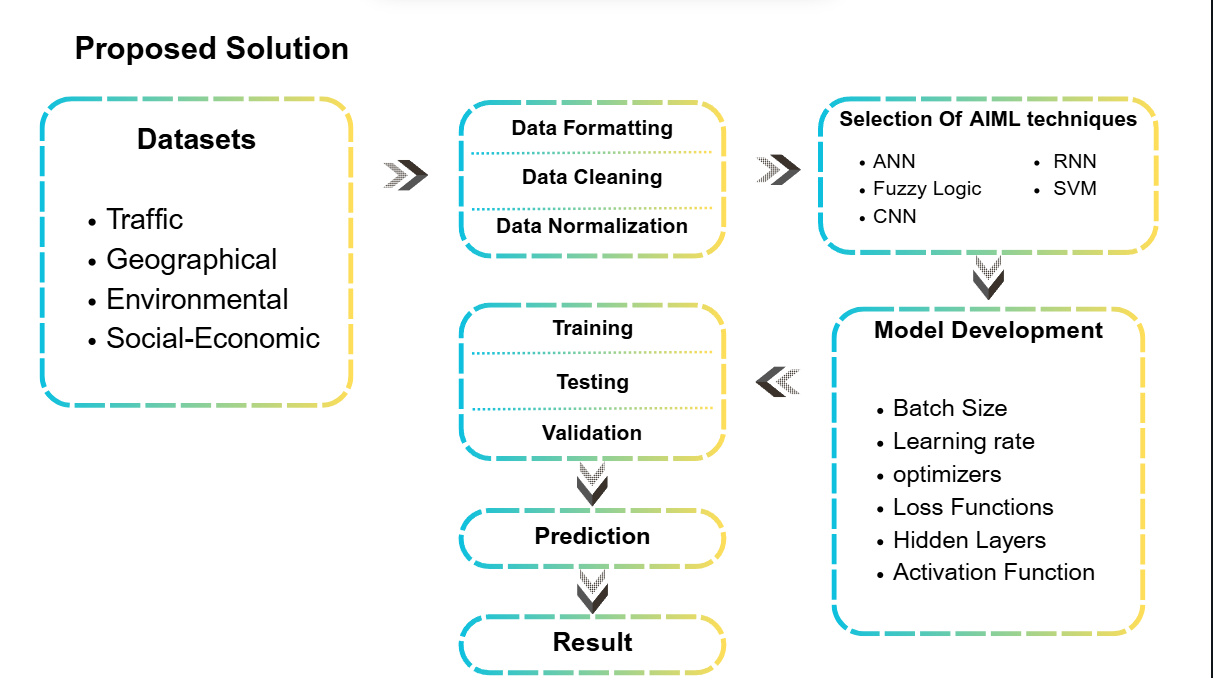 Proposed Solution
Datasets
Traffic
Geographical
Environmental
Social-Economic
Data Formatting
Data Cleaning
Data Normalization
Selection Of AIML techniques
ANN
Fuzzy Logic
CNN
RNN
SVM
Model Development
Batch Size
Learning rate
optimizers
Loss Functions
Hidden Layers
Activation Function
Training
Testing
Validation
Prediction
Result